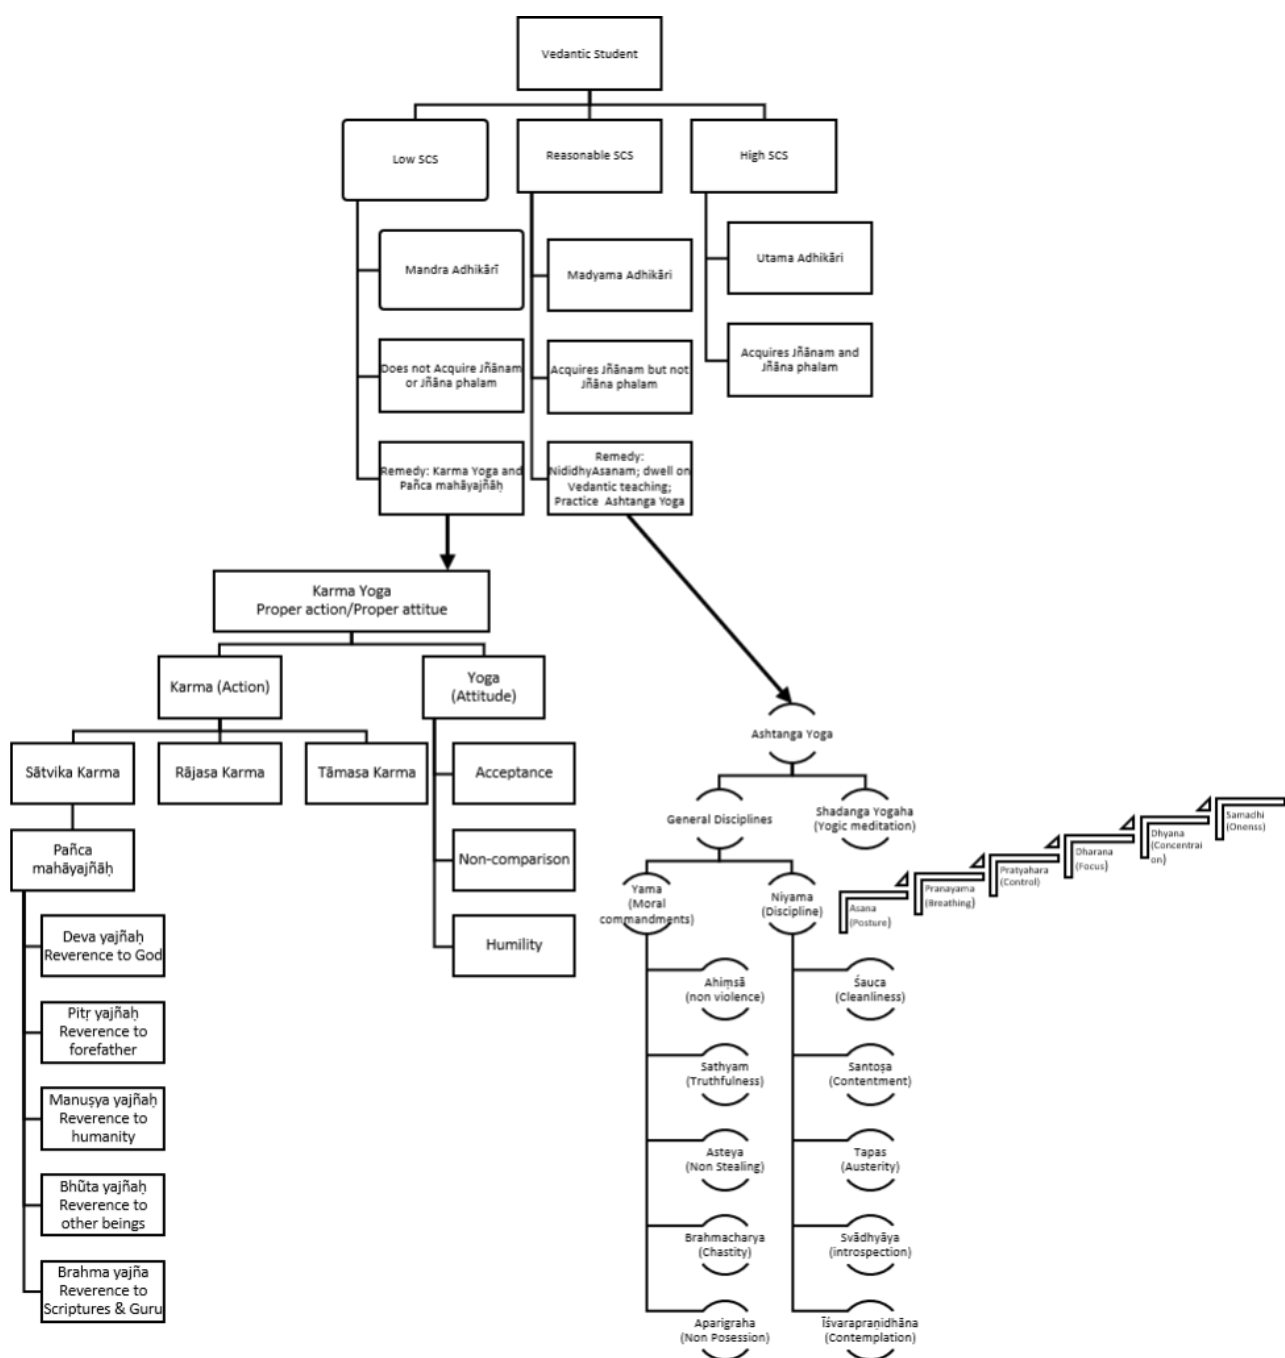 Vedantic Student
Low SCS
Reasonable SCS
High SCS
Mandra Adhikārī
Madyama Adhikāri
Utama Adhikāri
Does not Acquire Jñānam
or Jñāna phalam
Acquires Jñānam but not
Jñāna phalam
Acquires Jñānam and
Jñāna phalam
Remedy: Karma Yoga and
Pañca mahāyajñāḥ
Remedy:
NididhyAsanam; dwell on
Vedantic teaching;
Practice Ashtanga Yoga
Karma Yoga
Proper action/Proper attitue
Karma (Action)
Yoga
(Attitude)
Sātvika Karma
Rājasa Karma
Tāmasa Karma
Acceptance
Non-comparison
Humility
Pañca
mahāyajñāḥ
Deva yajñaḥ
Reverence to God
Pitṛ yajñaḥ
Reverence to
forefather
Manuṣya yajñaḥ
Reverence to
humanity
Bhũta yajñaḥ
Reverence to
other beings
Brahma yajña
Reverence to
Scriptures & Guru
Ashtanga Yoga
General Disciplines
Shadanga Yogaha
(Yogic meditation)
Yama
(Moral
commandments)
Niyama
(Discipline)
Ahiṃsā
(non violence)
Sathyam
(Truthfulness)
Asteya
(Non Stealing)
Brahmacharya
(Chastity)
Aparigraha
(Non Posession)
Śauca
(Cleanliness)
Santoṣa
(Contentment)
Tapas
(Austerity)
Svādhyāya
(introspection)
Īśvarapraṇidhāna
(Contemplation)
Asana
(Posture)
Pranayama
(Breathing)
Pratyahara
(Control)
Dharana
(Focus)
Dhyana
(Concentrai
on)
Samadhi
(Onenss)